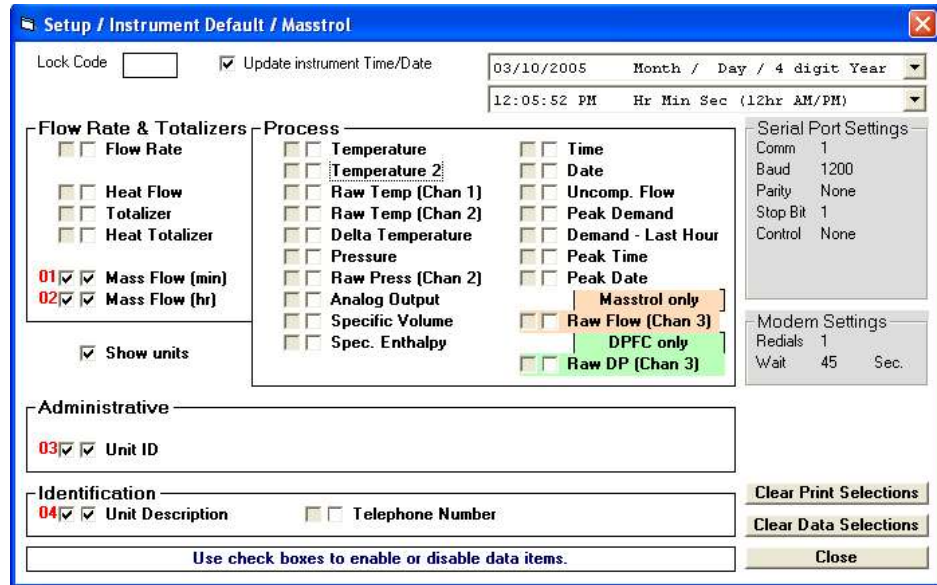 Setup / Instrument Default / Masstrol
Lock Code
Update instrument Time/Date
03/10/2005 Month / Day / 4 digit Year
12:05:52 PM Hr Min Sec (12hr AM/PM)
Flow Rate & Totalizers
Flow Rate
Heat Flow
Totalizer
Heat Totalizer
01 Mass Flow (min)
02 Mass Flow (hr)
Show units
Process
Temperature
Temperature 2
Raw Temp (Chan 1)
Raw Temp (Chan 2)
Delta Temperature
Pressure
Raw Press (Chan 2)
Analog Output
Specific Volume
Spec. Enthalpy
Time
Date
Uncomp. Flow
Peak Demand
Demand - Last Hour
Peak Time
Peak Date
Masstrol only
Raw Flow (Chan 3)
DPFC only
Raw DP (Chan 3)
Serial Port Settings
Comm 1
Baud 1200
Parity None
Stop Bit 1
Control None
Modem Settings
Redials 1
Wait 45 Sec.
Administrative
03 Unit ID
Identification
04 Unit Description
Telephone Number
Clear Print Selections
Clear Data Selections
Close
Use check boxes to enable or disable data items.